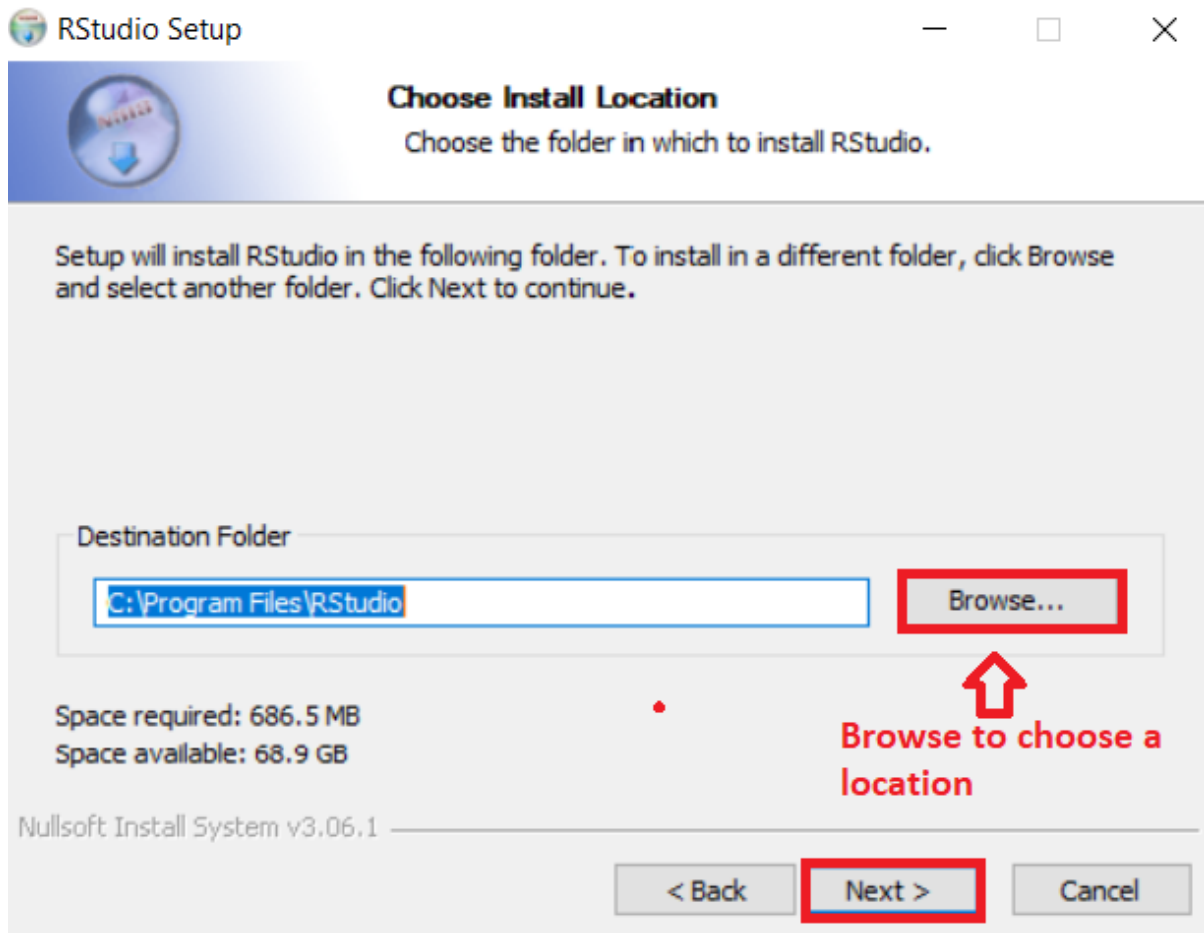 RStudio Setup
Choose Install Location
Choose the folder in which to install RStudio.
Setup will install RStudio in the following folder. To install in a different folder, click Browse
and select another folder. Click Next to continue.
Destination Folder
C:\Program Files\RStudio
Browse...
Space required: 686.5 MB
Space available: 68.9 GB
Browse to choose a
location
Nullsoft Install System v3.06.1
< Back
Next >
Cancel